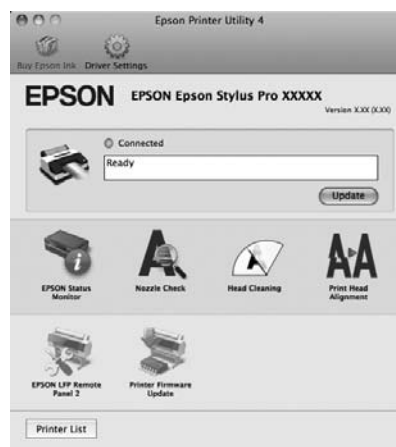 Epson Printer Utility 4
Buy Epson Ink
Driver Settings
EPSON
EPSON Epson Stylus Pro XXXXX
Version X.XX (X.XX)
Connected
Ready
Update
EPSON Status
Monitor
Nozzle Check
Head Cleaning
Print Head
Alignment
EPSON LFP Remote
Panel 2
Printer Firmware
Update
Printer List